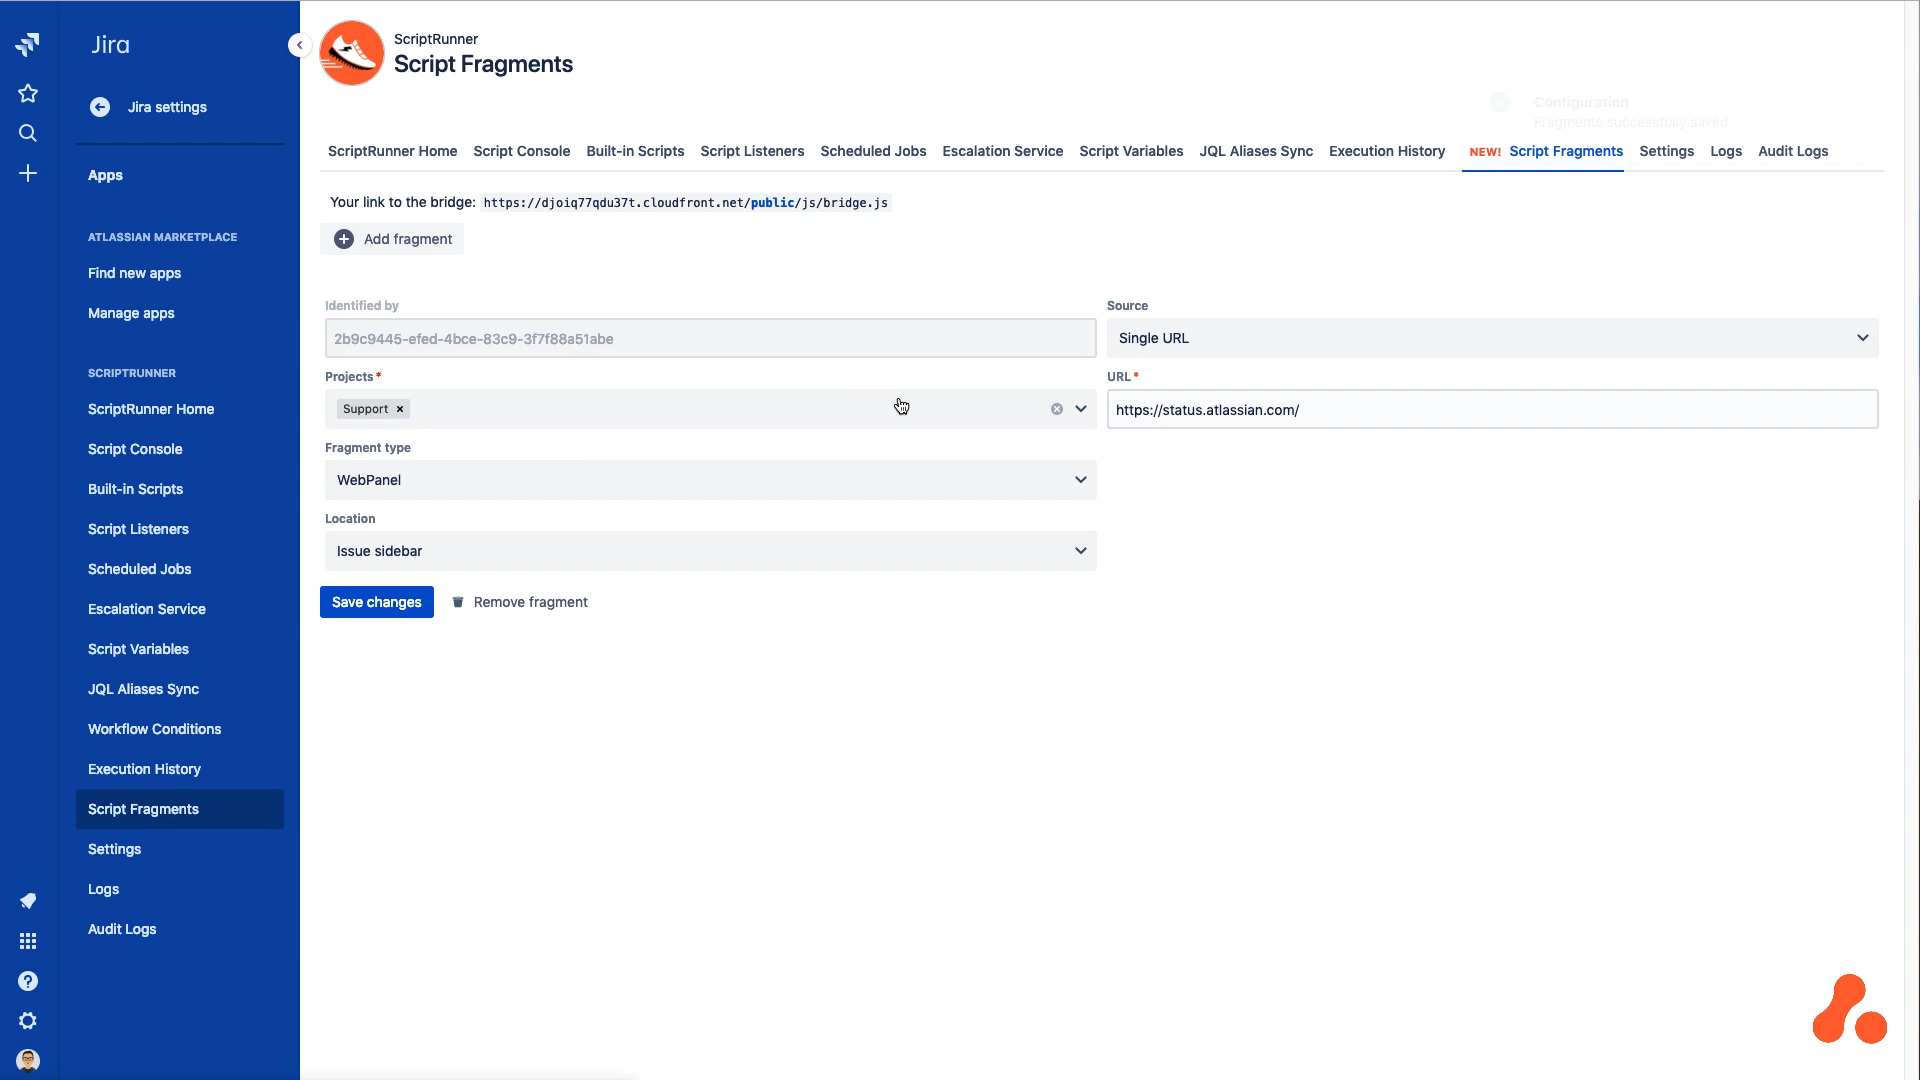 Jira
Jira settings
Apps
ATLASSIAN MARKETPLACE
Find new apps
Manage apps
SCRIPTRUNNER
ScriptRunner Home
Script Console
Built-in Scripts
Script Listeners
Scheduled Jobs
Escalation Service
Script Variables
JQL Aliases Sync
Workflow Conditions
Execution History
Script Fragments
Settings
Logs
Audit Logs
ScriptRunner
Script Fragments
Configuration
Fragments successfully saved
ScriptRunner Home Script Console Built-in Scripts Script Listeners Scheduled Jobs Escalation Service Script Variables JQL Aliases Sync Execution History NEW! Script Fragments Settings Logs Audit Logs
Your link to the bridge: https://djoiq77qdu37t.cloudfront.net/public/js/bridge.js
Add fragment
Identified by
2b9c9445-efed-4bce-83c9-3f7f88a51abe
Source
Single URL
Projects*
Support ×
URL*
https://status.atlassian.com/
Fragment type
WebPanel
Location
Issue sidebar
Save changes Remove fragment